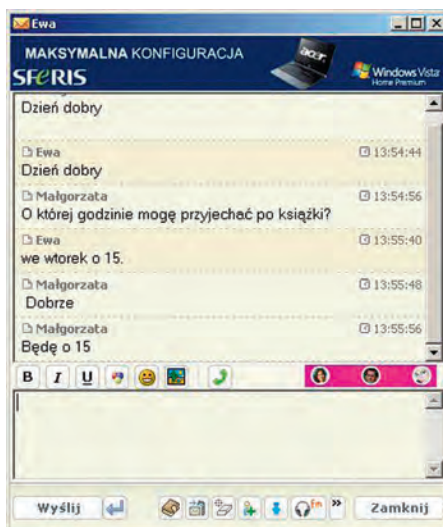 Ewa
MAKSYMALNA KONFIGURACJA
SFERIS
acer
Windows Vista
Home Premium
Dzień dobry
Ewa 13:54:44
Dzień dobry
Małgorzata 13:54:56
O której godzinie mogę przyjechać po książki?
Ewa 13:55:40
we wtorek o 15.
Małgorzata 13:55:48
Dobrze
Małgorzata 13:55:56
Będę o 15
B I U
fm »
Wyślij Zamknij